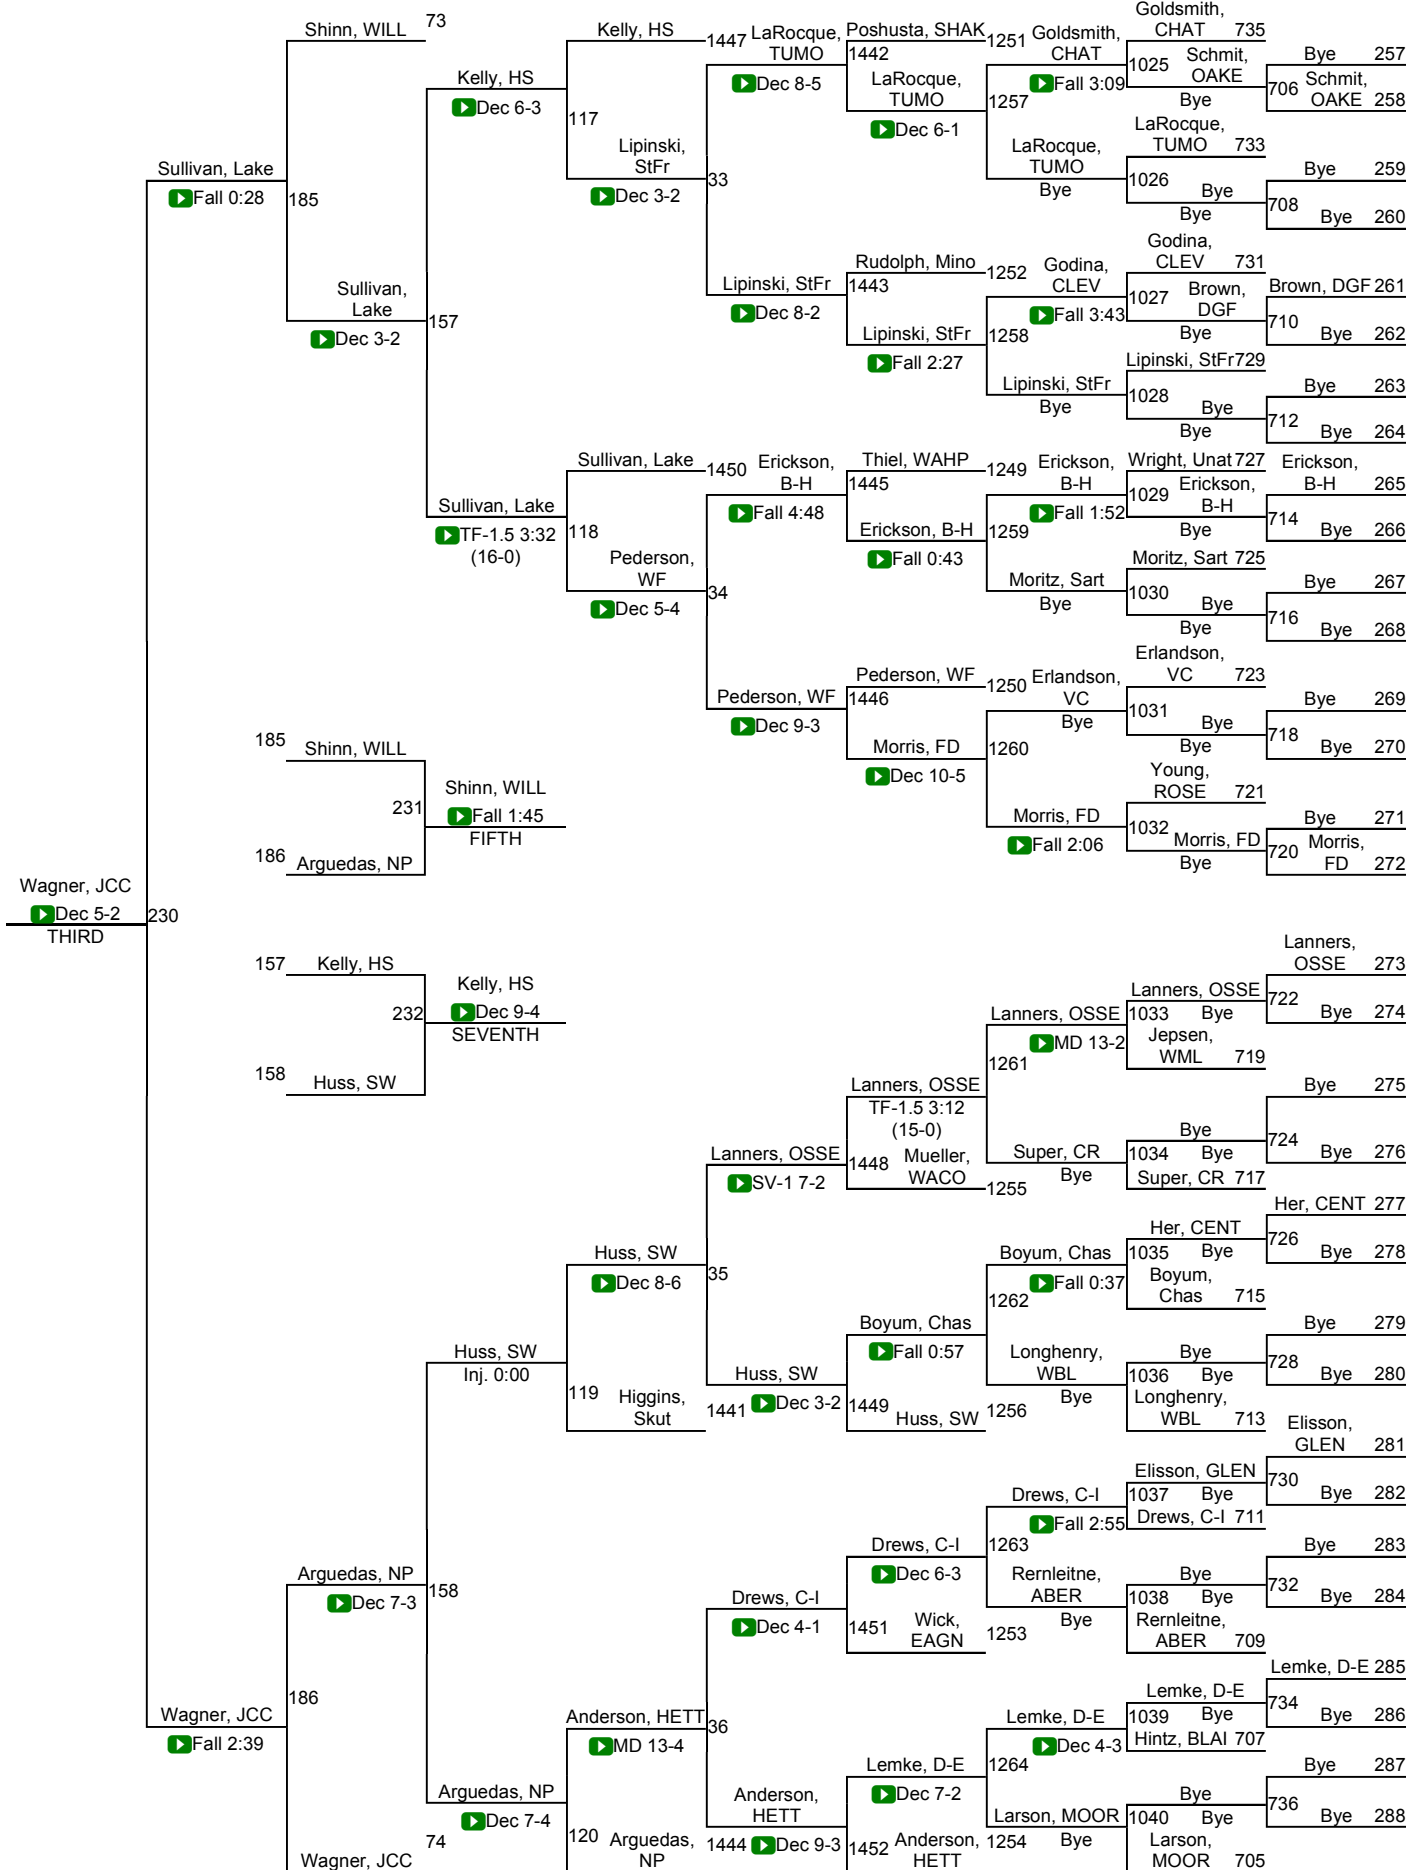 Shinn, WILL
73
Kelly, HS
Dec 6-3
Sullivan, Lake
Fall 0:28
185
Sullivan,
Lake
Dec 3-2
157
Sullivan, Lake
TF-1.5 3:32
(16-0)
Kelly, HS
1447
117
Lipinski,
StFr
Dec 3-2
33
LaRocque,
TUMO
Dec 8-5
Poshusta, SHAK
1251
1442
LaRocque,
TUMO
Dec 6-1
1257
Goldsmith,
CHAT
Fall 3:09
Goldsmith,
CHAT 735
1025
Schmit,
OAKE
Bye
Bye 257
706
Schmit,
OAKE 258
LaRocque,
TUMO
Bye
LaRocque,
TUMO 733
1026
Bye
Bye
Bye 259
708
Bye 260
Lipinski, StFr
Dec 8-2
Rudolph, Mino
1252
1443
Lipinski, StFr
Fall 2:27
1258
Godina,
CLEV
Fall 3:43
Godina,
CLEV 731
1027
Brown,
DGF
Bye
Brown, DGF 261
710
Bye 262
Lipinski, StFr
Bye
Lipinski, StFr 729
1028
Bye
Bye
Bye 263
712
Bye 264
Sullivan, Lake
1450
118
Pederson,
WF
Dec 5-4
34
Erickson,
B-H
Fall 4:48
Thiel, WAHP
1249
1445
Erickson, B-H
Fall 0:43
1259
Erickson,
B-H
Fall 1:52
Wright, Unat 727
1029
Erickson,
B-H
Bye
Erickson,
B-H 265
714
Bye 266
Moritz, Sart
Bye
Moritz, Sart 725
1030
Bye
Bye
Bye 267
716
Bye 268
Pederson, WF
Dec 9-3
Pederson, WF
1250
1446
Morris, FD
Dec 10-5
1260
Erlandson,
VC
Bye
Erlandson,
VC 723
1031
Bye
Bye
Bye 269
718
Bye 270
Morris, FD
Fall 2:06
Young,
ROSE 721
1032
Morris, FD
Bye
Bye 271
720
Morris,
FD 272
185
Shinn, WILL
231
186
Arguedas, NP
Shinn, WILL
Fall 1:45
FIFTH
Wagner, JCC
Dec 5-2
THIRD
230
157
Kelly, HS
232
158
Huss, SW
Kelly, HS
Dec 9-4
SEVENTH
Lanners,
OSSE 273
722
Bye 274
Lanners, OSSE
1033
Bye
Jepsen,
WML 719
Lanners, OSSE
MD 13-2
1261
Lanners, OSSE
TF-1.5 3:12
(15-0)
1448
Mueller,
WACO
1255
Super, CR
Bye
Bye
1034
Bye
Super, CR 717
Bye 275
724
Bye 276
Lanners, OSSE
SV-1 7-2
Huss, SW
Dec 8-6
35
Her, CENT 277
726
Bye 278
Her, CENT
1035
Bye
Boyum,
Chas 715
Boyum, Chas
Fall 0:37
1262
Boyum, Chas
Fall 0:57
1449
Huss, SW
1256
Longhenry,
WBL
Bye
Bye
1036
Bye
Longhenry,
WBL 713
Bye 279
728
Bye 280
Huss, SW
Dec 3-2
Huss, SW
Inj. 0:00
119
Higgins,
Skut
1441
Elisson,
GLEN 281
730
Bye 282
Elisson, GLEN
1037
Bye
Drews, C-I 711
Drews, C-I
Fall 2:55
1263
Drews, C-I
Dec 6-3
1451
Wick,
EAGN
1253
Rernleitne,
ABER
Bye
Bye
1038
Bye
Rernleitne,
ABER 709
Bye 283
732
Bye 284
Drews, C-I
Dec 4-1
Arguedas, NP
Dec 7-3
158
186
Wagner, JCC
Fall 2:39
Anderson, HETT
MD 13-4
36
Lemke, D-E 285
734
Bye 286
Lemke, D-E
1039
Bye
Hintz, BLAI 707
Lemke, D-E
Dec 4-3
1264
Lemke, D-E
Dec 7-2
1452
Anderson,
HETT
1254
Larson, MOOR
Bye
Bye
1040
Bye
Larson,
MOOR 705
Bye 287
736
Bye 288
Anderson,
HETT
Dec 9-3
Arguedas, NP
Dec 7-4
120
Arguedas,
NP
1444
74
Wagner, JCC